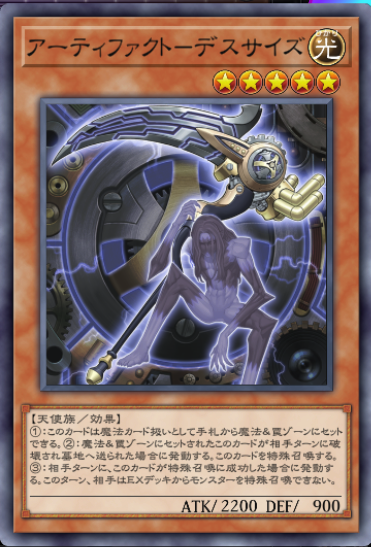 アーティファクトーデスサイズ
光
【天使族／効果】
①：このカードは魔法カード扱いとして手札から魔法＆罠ゾーンにセット
できる。②：魔法＆罠ゾーンにセットされたこのカードが相手ターンに破
壊され墓地へ送られた場合に発動する。このカードを特殊召喚する。
③：相手ターンに、このカードが特殊召喚に成功した場合に発動す
る。このターン、相手はEXデッキからモンスターを特殊召喚できない。
ATK/ 2200 DEF/ 900